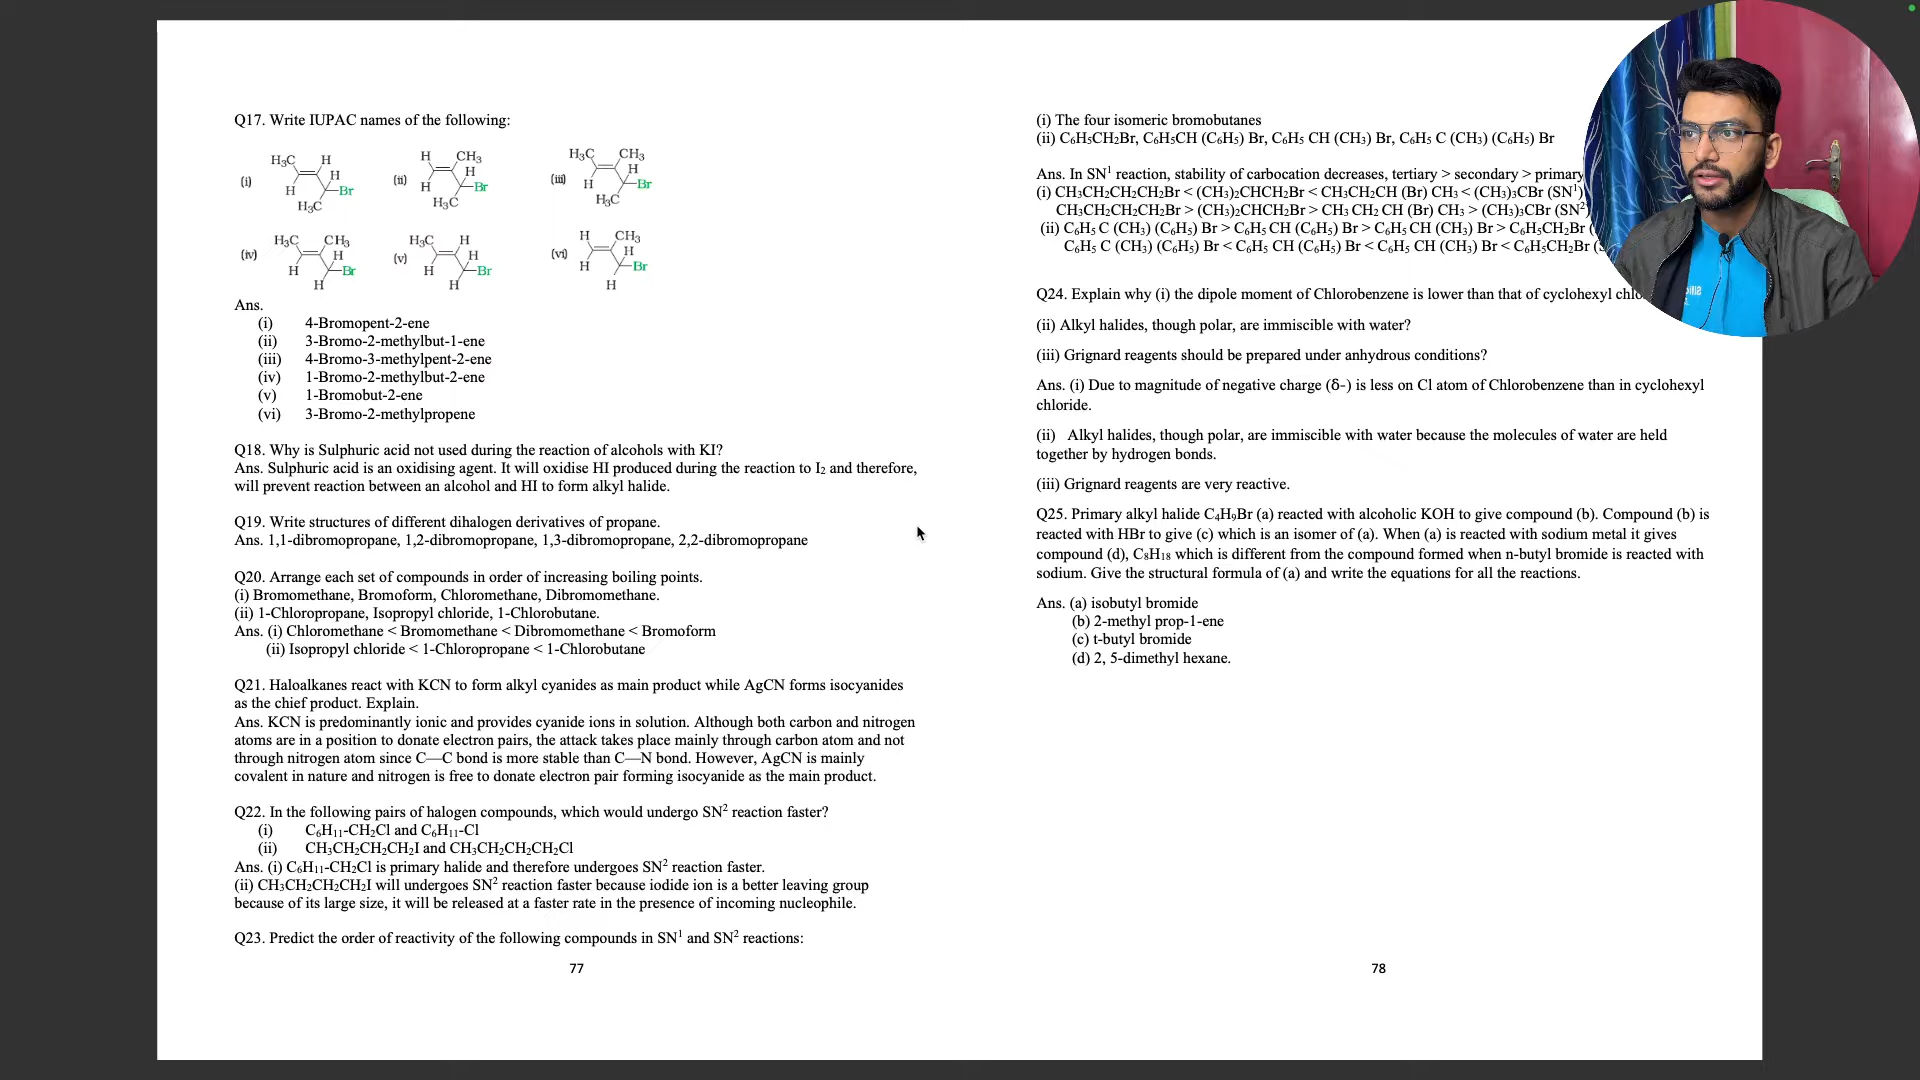 Q17. Write IUPAC names of the following:
(i) H₃C H H H Br H₃C
(ii) H CH₃ H H Br H₃C
(iii) H₃C CH₃ H H Br H₃C
(iv) H₃C CH₃ H H Br H
(v) H₃C H H H Br H
(vi) H CH₃ H H Br H
Ans.
(i) 4-Bromopent-2-ene
(ii) 3-Bromo-2-methylbut-1-ene
(iii) 4-Bromo-3-methylpent-2-ene
(iv) 1-Bromo-2-methylbut-2-ene
(v) 1-Bromobut-2-ene
(vi) 3-Bromo-2-methylpropene
Q18. Why is Sulphuric acid not used during the reaction of alcohols with KI?
Ans. Sulphuric acid is an oxidising agent. It will oxidise HI produced during the reaction to I₂ and therefore,
will prevent reaction between an alcohol and HI to form alkyl halide.
Q19. Write structures of different dihalogen derivatives of propane.
Ans. 1,1-dibromopropane, 1,2-dibromopropane, 1,3-dibromopropane, 2,2-dibromopropane
Q20. Arrange each set of compounds in order of increasing boiling points.
(i) Bromomethane, Bromoform, Chloromethane, Dibromomethane.
(ii) 1-Chloropropane, Isopropyl chloride, 1-Chlorobutane.
Ans. (i) Chloromethane < Bromomethane < Dibromomethane < Bromoform
(ii) Isopropyl chloride < 1-Chloropropane < 1-Chlorobutane
Q21. Haloalkanes react with KCN to form alkyl cyanides as main product while AgCN forms isocyanides
as the chief product. Explain.
Ans. KCN is predominantly ionic and provides cyanide ions in solution. Although both carbon and nitrogen
atoms are in a position to donate electron pairs, the attack takes place mainly through carbon atom and not
through nitrogen atom since C—C bond is more stable than C—N bond. However, AgCN is mainly
covalent in nature and nitrogen is free to donate electron pair forming isocyanide as the main product.
Q22. In the following pairs of halogen compounds, which would undergo SN² reaction faster?
(i) C₆H₁₁-CH₂Cl and C₆H₁₁-Cl
(ii) CH₃CH₂CH₂CH₂I and CH₃CH₂CH₂CH₂Cl
Ans. (i) C₆H₁₁-CH₂Cl is primary halide and therefore undergoes SN² reaction faster.
(ii) CH₃CH₂CH₂CH₂I will undergoes SN² reaction faster because iodide ion is a better leaving group
because of its large size, it will be released at a faster rate in the presence of incoming nucleophile.
Q23. Predict the order of reactivity of the following compounds in SN¹ and SN² reactions:
77
(i) The four isomeric bromobutanes
(ii) C₆H₅CH₂Br, C₆H₅CH (C₆H₅) Br, C₆H₅ CH (CH₃) Br, C₆H₅ C (CH₃) (C₆H₅) Br
Ans. In SN¹ reaction, stability of carbocation decreases, tertiary > secondary > primary
(i) CH₃CH₂CH₂CH₂Br < (CH₃)₂CHCH₂Br < CH₃CH₂CH (Br) CH₃ < (CH₃)₃CBr (SN¹)
CH₃CH₂CH₂CH₂Br > (CH₃)₂CHCH₂Br > CH₃ CH₂ CH (Br) CH₃ > (CH₃)₃CBr (SN²
(ii) C₆H₅ C (CH₃) (C₆H₅) Br > C₆H₅ CH (C₆H₅) Br > C₆H₅ CH (CH₃) Br > C₆H₅CH₂Br
C₆H₅ C (CH₃) (C₆H₅) Br < C₆H₅ CH (C₆H₅) Br < C₆H₅ CH (CH₃) Br < C₆H₅CH₂Br
Q24. Explain why (i) the dipole moment of Chlorobenzene is lower than that of cyclohexyl
(ii) Alkyl halides, though polar, are immiscible with water?
(iii) Grignard reagents should be prepared under anhydrous conditions?
Ans. (i) Due to magnitude of negative charge (δ-) is less on Cl atom of Chlorobenzene than in cyclohexyl
chloride.
(ii) Alkyl halides, though polar, are immiscible with water because the molecules of water are held
together by hydrogen bonds.
(iii) Grignard reagents are very reactive.
Q25. Primary alkyl halide C₄H₉Br (a) reacted with alcoholic KOH to give compound (b). Compound (b) is
reacted with HBr to give (c) which is an isomer of (a). When (a) is reacted with sodium metal it gives
compound (d), C₈H₁₈ which is different from the compound formed when n-butyl bromide is reacted with
sodium. Give the structural formula of (a) and write the equations for all the reactions.
Ans. (a) isobutyl bromide
(b) 2-methyl prop-1-ene
(c) t-butyl bromide
(d) 2, 5-dimethyl hexane.
78